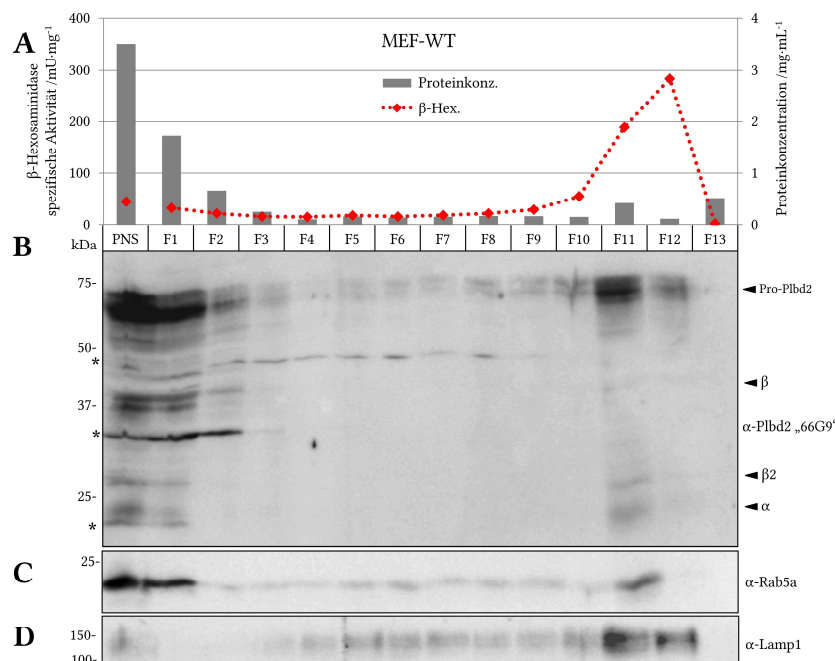 A
MEF-WT
β-Hexosaminidase
spezifische Aktivität /mU·mg⁻¹
400
300
200
100
0
Proteinkonz.
β-Hex.
4
3
2
1
0
Proteinkonzentration /mg·mL⁻¹
PNS F1 F2 F3 F4 F5 F6 F7 F8 F9 F10 F11 F12 F13
B
kDa
75-
50-
*
37-
*
25-
*
Pro-Plbd2
β
α-Plbd2 „66G9‘
β2
α
C
25-
α-Rab5a
D
150-
100-
α-Lamp1